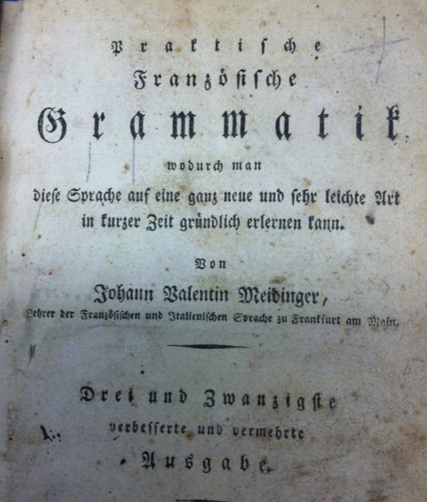 Praktische
Französische
Grammatik
wodurch man
diese Sprache auf eine ganz neue und sehr leichte Art
in kurzer Zeit gründlich erlernen kann.
Von
Johann Valentin Meidinger,
Lehrer der Französischen und Italienischen Sprache zu Frankfurt am Main.
Drei und Zwanzigste
verbesserte und vermehrte
Ausgabe.